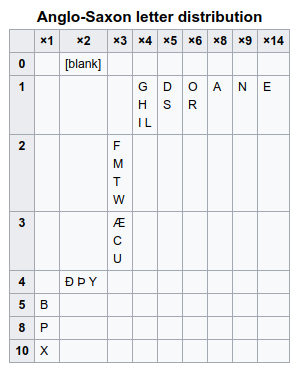 Anglo-Saxon letter distribution
×1 ×2 ×3 ×4 ×5 ×6 ×8 ×9 ×14
0 [blank]
1 G D O A N E
H S R
I L
2 F
M
T
W
3 Æ
C
U
4 Ð Þ Y
5 B
8 P
10 X